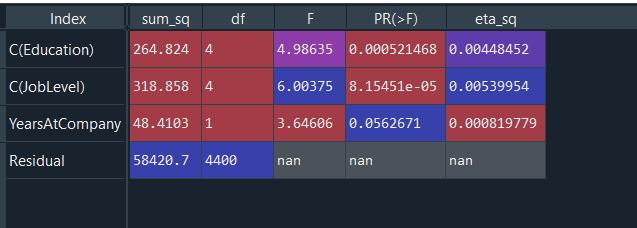 Index sum_sq df F PR(>F) eta_sq
C(Education) 264.824 4 4.98635 0.000521468 0.00448452
C(JobLevel) 318.858 4 6.00375 8.15451e-05 0.00539954
YearsAtCompany 48.4103 1 3.64606 0.0562671 0.000819779
Residual 58420.7 4400 nan nan nan